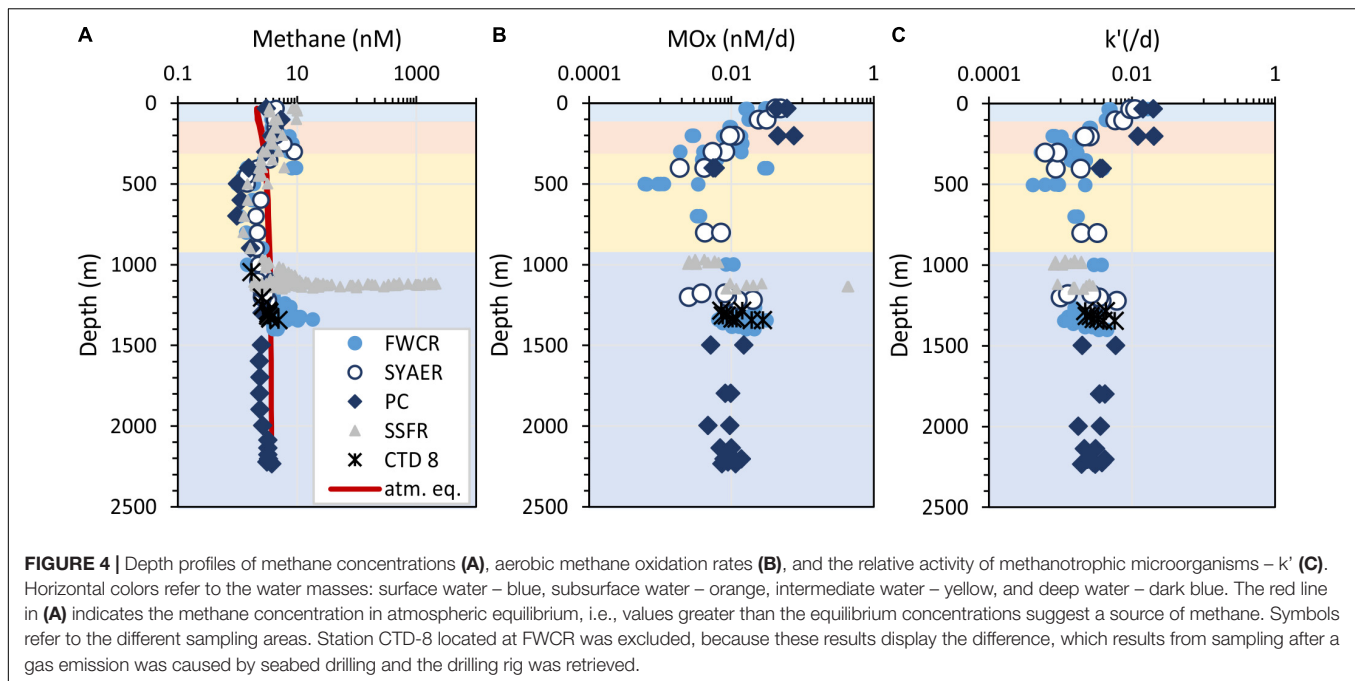 A Methane (nM)
0.1 10 1000
0
500
1000
1500
2000
2500
Depth (m)
FWCR
SYAER
PC
SSFR
CTD 8
atm. eq.
B MOx (nM/d)
0.0001 0.01 1
0
500
1000
1500
2000
2500
Depth (m)
C k'(/d)
0.0001 0.01 1
0
500
1000
1500
2000
2500
Depth (m)
FIGURE 4 | Depth profiles of methane concentrations (A), aerobic methane oxidation rates (B), and the relative activity of methanotrophic microorganisms – k’ (C).
Horizontal colors refer to the water masses: surface water – blue, subsurface water – orange, intermediate water – yellow, and deep water – dark blue. The red line
in (A) indicates the methane concentration in atmospheric equilibrium, i.e., values greater than the equilibrium concentrations suggest a source of methane. Symbols
refer to the different sampling areas. Station CTD-8 located at FWCR was excluded, because these results display the difference, which results from sampling after a
gas emission was caused by seabed drilling and the drilling rig was retrieved.